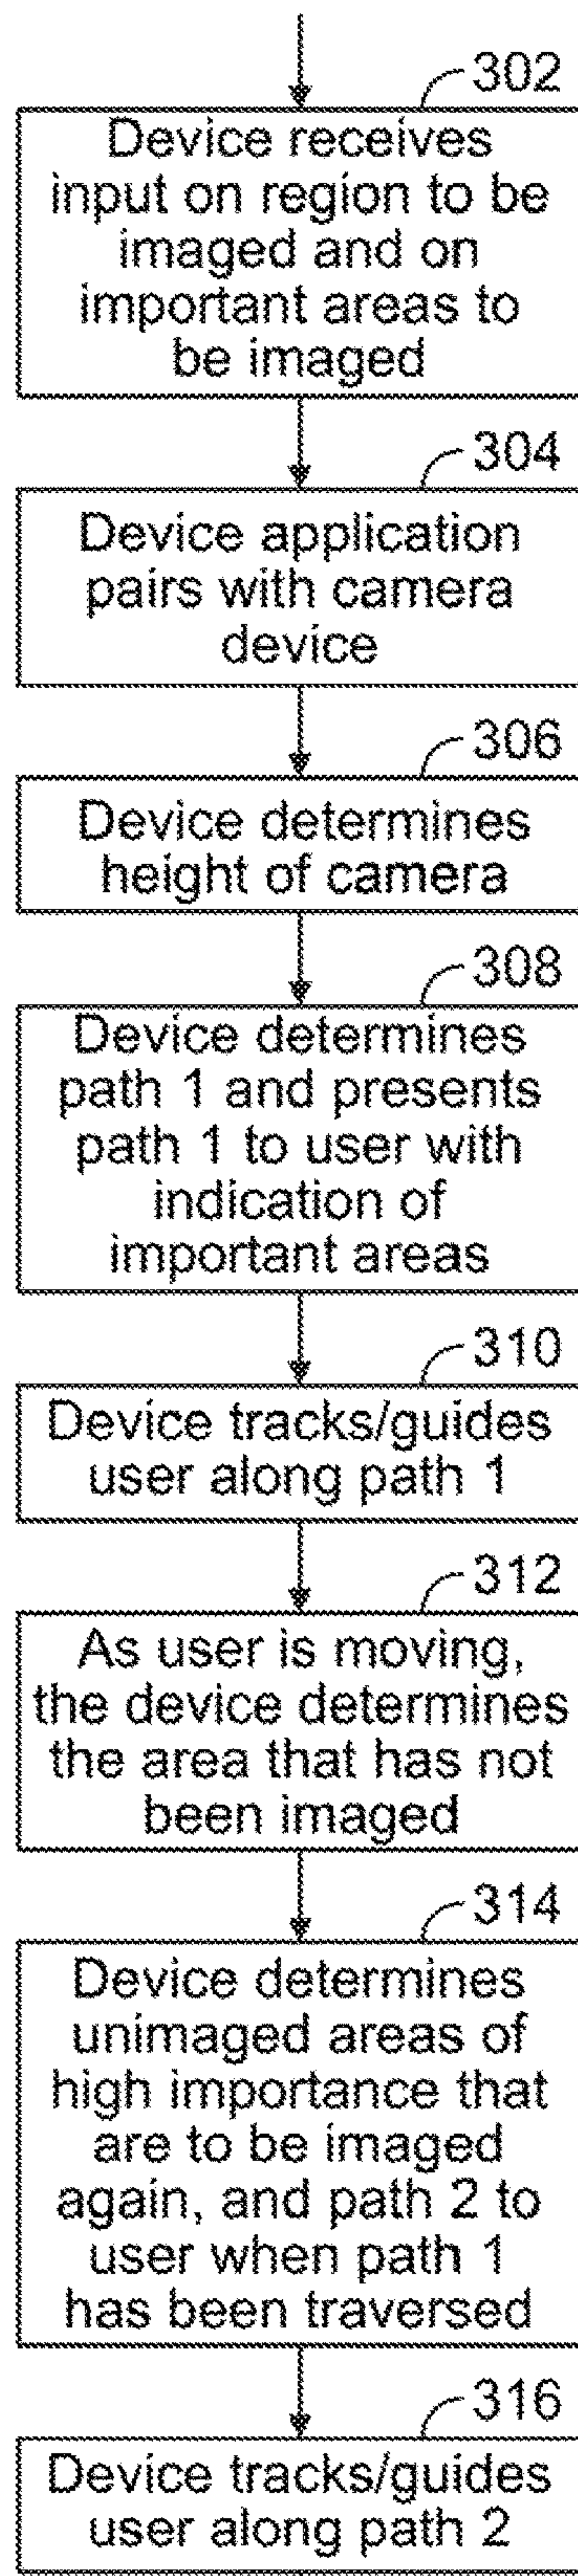 302
Device receives
input on region to be
imaged and on
important areas to
be imaged
304
Device application
pairs with camera
device
306
Device determines
height of camera
308
Device determines
path 1 and presents
path 1 to user with
indication of
important areas
310
Device tracks/guides
user along path 1
312
As user is moving,
the device determines
the area that has not
been imaged
314
Device determines
unimaged areas of
high importance that
are to be imaged
again, and path 2 to
user when path 1
has been traversed
316
Device tracks/guides
user along path 2